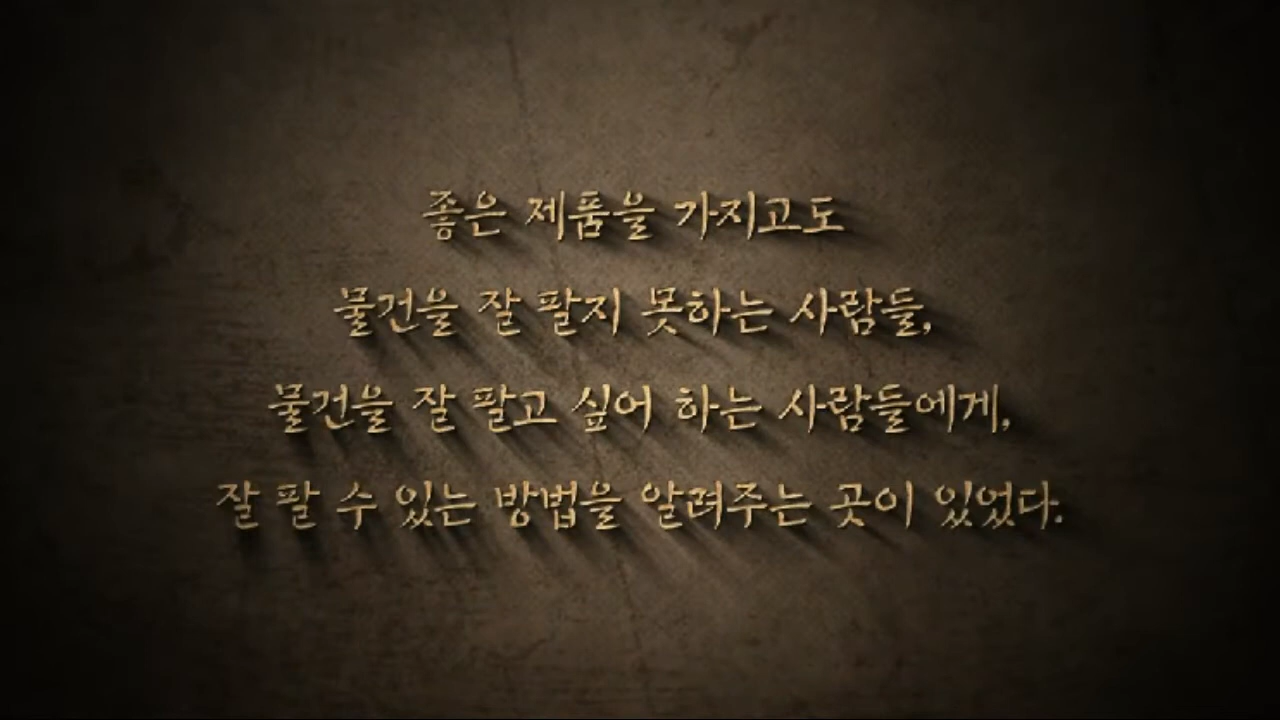 좋은 제품을 가지고도
물건을 잘 팔지 못하는 사람들,
물건을 잘 팔고 싶어 하는 사람들에게,
잘 팔 수 있는 방법을 알려주는 곳이 있었다.